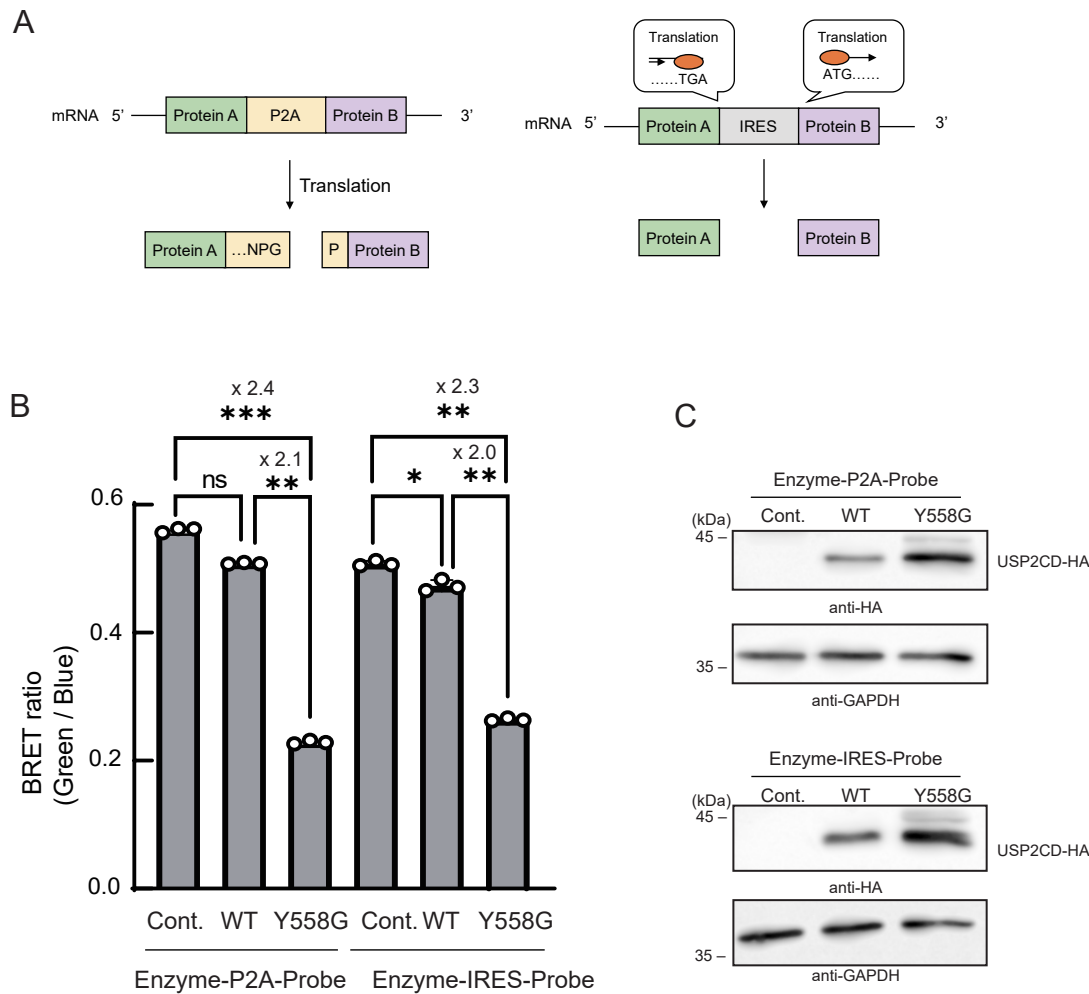 A
mRNA 5’ Protein A P2A Protein B 3’
Translation
Protein A …NPG P Protein B
Translation
……TGA
Translation
ATG……
mRNA 5’ Protein A IRES Protein B 3’
Protein A Protein B
B
x 2.4
***
x 2.3
**
ns
x 2.1
**
*
x 2.0
**
BRET ratio
(Green / Blue)
0.6
0.4
0.2
0.0
Cont. WT Y558G Cont. WT Y558G
Enzyme-P2A-Probe Enzyme-IRES-Probe
C
Enzyme-P2A-Probe
(kDa) Cont. WT Y558G
45
USP2CD-HA
anti-HA
35
anti-GAPDH
Enzyme-IRES-Probe
(kDa) Cont. WT Y558G
45
USP2CD-HA
anti-HA
35
anti-GAPDH